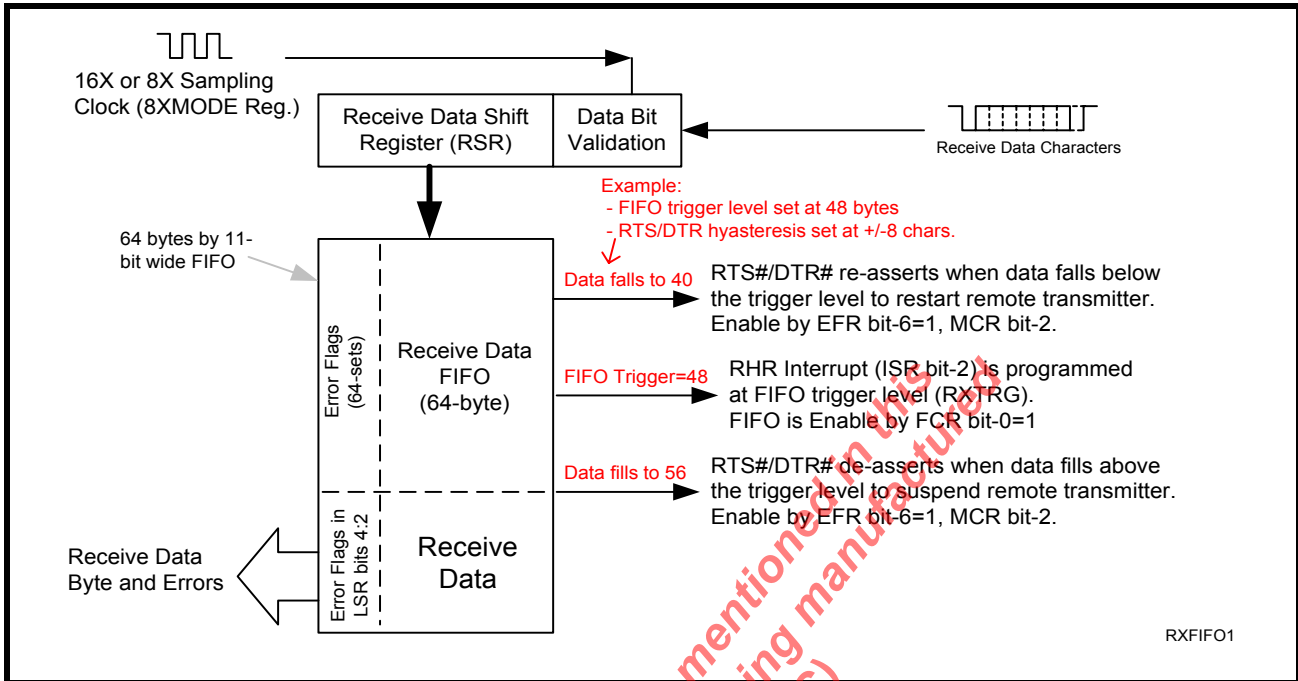 16X or 8X Sampling
Clock (8XMODE Reg.)
Receive Data Shift
Register (RSR)
Data Bit
Validation
Receive Data Characters
Example:
- FIFO trigger level set at 48 bytes
- RTS/DTR hyasteresis set at +/-8 chars.
64 bytes by 11-
bit wide FIFO
Data falls to 40
RTS#/DTR# re-asserts when data falls below
the trigger level to restart remote transmitter.
Enable by EFR bit-6=1, MCR bit-2.
Error Flags
(64-sets)
Receive Data
FIFO
(64-byte)
FIFO Trigger=48
RHR Interrupt (ISR bit-2) is programmed
at FIFO trigger level (RXTRG).
FIFO is Enable by FCR bit-0=1
Data fills to 56
RTS#/DTR# de-asserts when data fills above
the trigger level to suspend remote transmitter.
Enable by EFR bit-6=1, MCR bit-2.
Receive Data
Byte and Errors
Error Flags in
LSR bits 4:2
Receive
Data
mentioned in this
ing manufactured
RXFIFO1